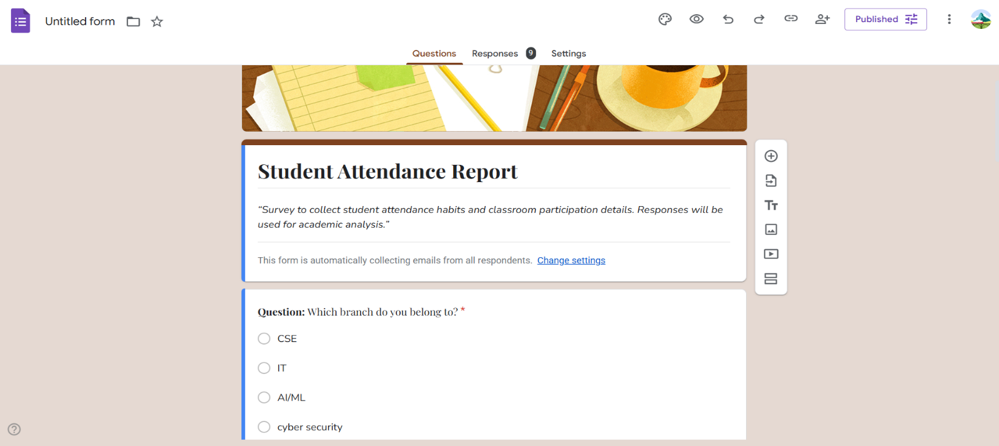 Untitled form
Published
Questions
Responses 9
Settings
Student Attendance Report
“Survey to collect student attendance habits and classroom participation details. Responses will be
used for academic analysis.”
This form is automatically collecting emails from all respondents. Change settings
Question: Which branch do you belong to? *
CSE
IT
AI/ML
cyber security